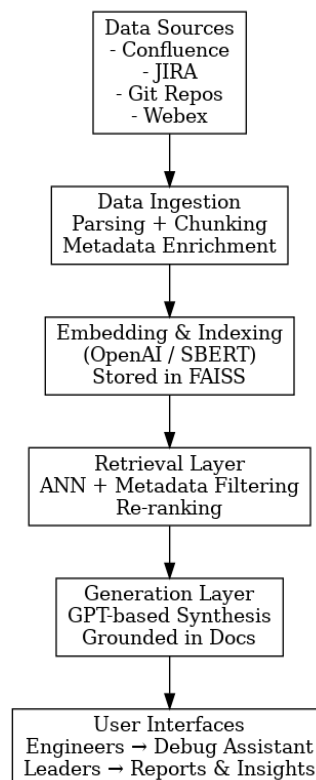 Data Sources
- Confluence
- JIRA
- Git Repos
- Webex
Data Ingestion
Parsing + Chunking
Metadata Enrichment
Embedding & Indexing
(OpenAI / SBERT)
Stored in FAISS
Retrieval Layer
ANN + Metadata Filtering
Re-ranking
Generation Layer
GPT-based Synthesis
Grounded in Docs
User Interfaces
Engineers → Debug Assistant
Leaders → Reports & Insights